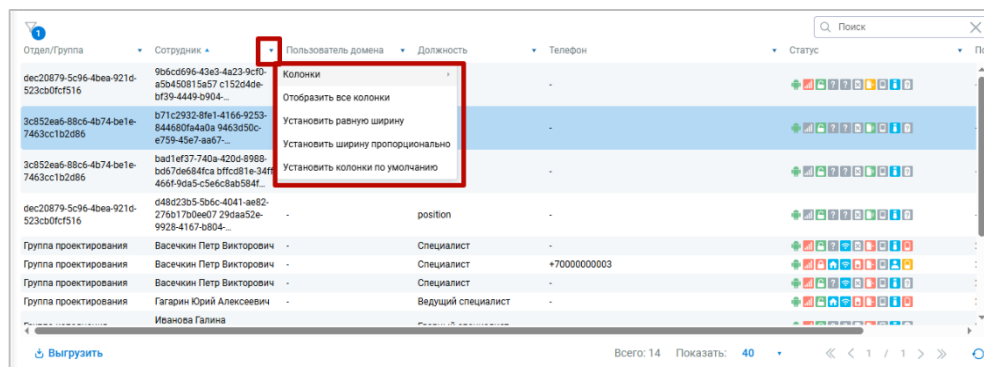 1
Поиск
Отдел/Группа Сотрудник Пользователь домена Должность Телефон Статус
dec20879-5c96-4bea-921d-
523cb0fcf516
9b6cd696-43e3-4a23-9cf0-
a5b450815a57 c152d4de-
bf39-4449-b904-...
-
Колонки
Отобразить все колонки
Установить равную ширину
Установить ширину пропорционально
Установить колонки по умолчанию
3c852ea6-88c6-4b74-be1e-
7463cc1b2d86
b71c2932-8fe1-4166-9253-
844680fa4a0a 9463d50c-
e759-45e7-aa67-...
-
3c852ea6-88c6-4b74-be1e-
7463cc1b2d86
bad1ef37-740a-420d-8988-
bd67de684fca bffcd81e-34ff
466f-9da5-c5e6c8ab584f...
-
dec20879-5c96-4bea-921d-
523cb0fcf516
d48d23b5-5b6c-4041-ae82-
276b17b0ee07 29daa52e-
9928-4167-b804-...
- position -
Группа проектирования Васечкин Петр Викторович - Специалист -
Группа проектирования Васечкин Петр Викторович - Специалист +70000000003
Группа проектирования Васечкин Петр Викторович - Специалист -
Группа проектирования Гагарин Юрий Алексеевич - Ведущий специалист -
Иванова Галина
Выгрузить
Всего: 14 Показать: 40 1 / 1